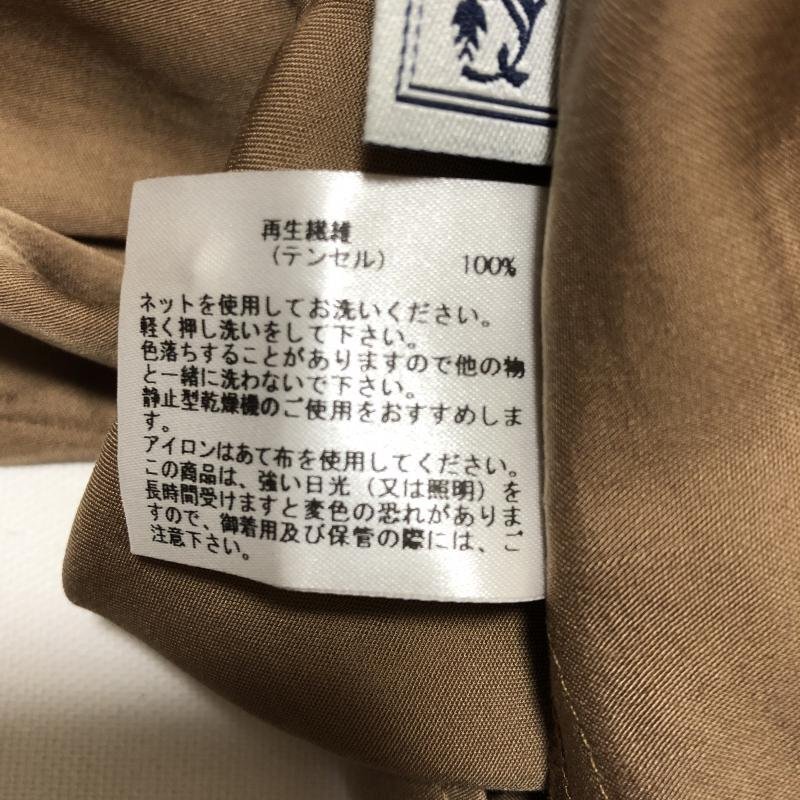 再生繊維
（テンセル） 100%
ネットを使用してお洗いください。
軽く押し洗いをして下さい。
色落ちすることがありますので他の物
と一緒に洗わないで下さい。
静止型乾燥機のご使用をおすすめしま
す。
アイロンはあて布を使用してください。
この商品は、強い日光（又は照明）を
長時間受けますと変色の恐れがありま
すので、御着用及び保管の際には、ご
注意下さい。